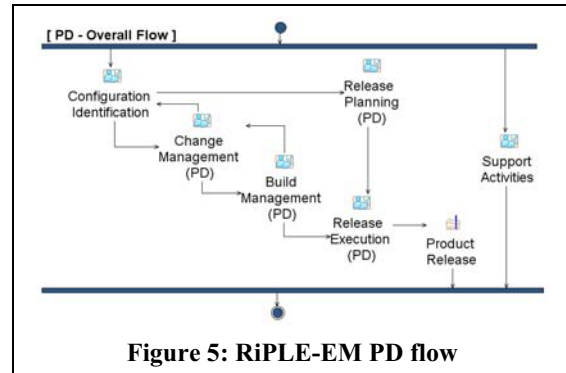 [ PD - Overall Flow ]
Configuration
Identification
Release
Planning
(PD)
Change
Management
(PD)
Build
Management
(PD)
Support
Activities
Release
Execution
(PD)
Product
Release
Figure 5: RiPLE-EM PD flow